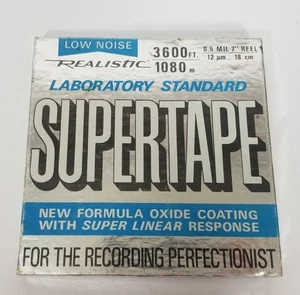 LOW NOISE
REALISTIC
3600 FT. 0.5 MIL 7" REEL
1080 m 12 µm 18 cm
LABORATORY STANDARD
SUPERTAPE
NEW FORMULA OXIDE COATING
WITH SUPER LINEAR RESPONSE
FOR THE RECORDING PERFECTIONIST